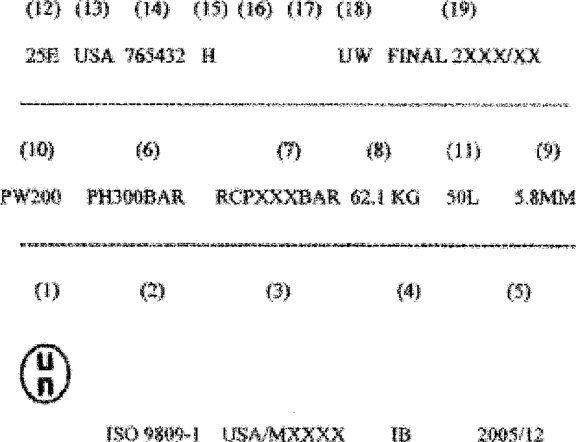 (12) (13) (14) (15) (16) (17) (18) (19)
25E USA 765432 H UW FINAL 2XXX/XX
(10) (6) (7) (8) (11) (9)
PW200 PH300BAR RCPXXXBAR 62.1 KG 50L 5.8MM
(1) (2) (3) (4) (5)
un
ISO 9809-1 USA/MXXXX IB 2005/12